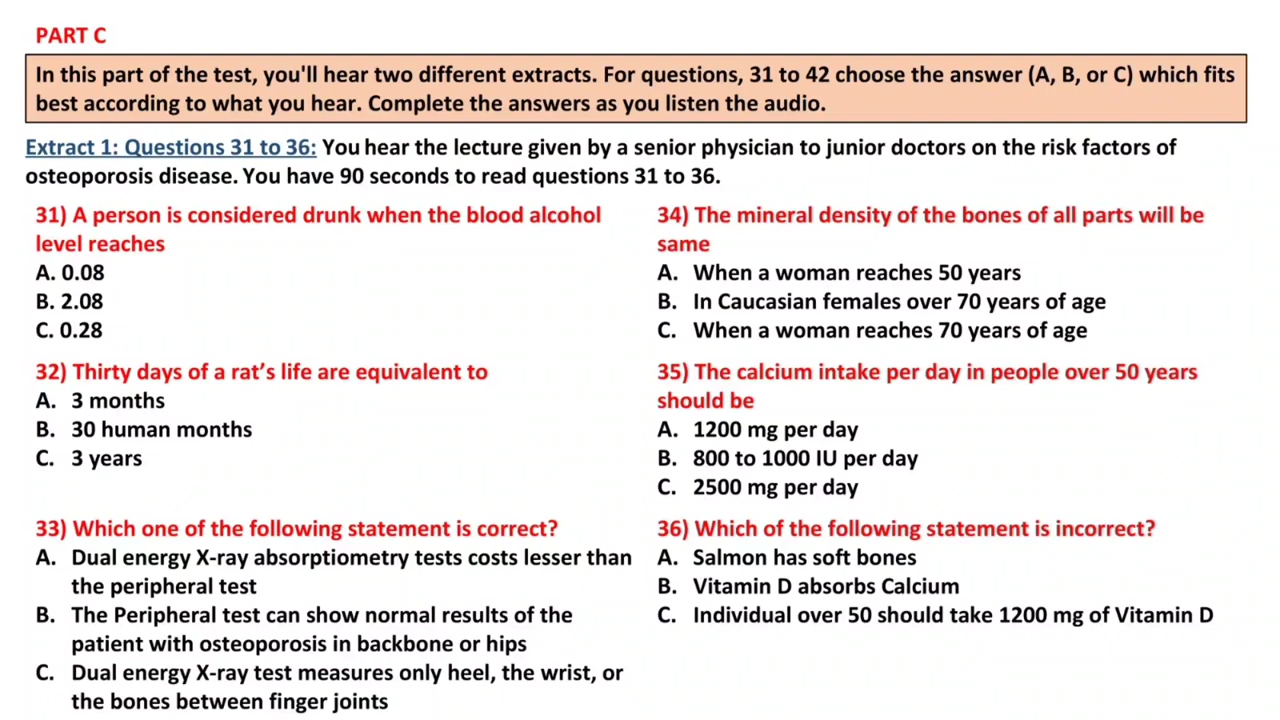 PART C
In this part of the test, you'll hear two different extracts. For questions, 31 to 42 choose the answer (A, B, or C) which fits
best according to what you hear. Complete the answers as you listen the audio.
Extract 1: Questions 31 to 36: You hear the lecture given by a senior physician to junior doctors on the risk factors of
osteoporosis disease. You have 90 seconds to read questions 31 to 36.
31) A person is considered drunk when the blood alcohol
level reaches
A. 0.08
B. 2.08
C. 0.28
32) Thirty days of a rat's life are equivalent to
A. 3 months
B. 30 human months
C. 3 years
33) Which one of the following statement is correct?
A. Dual energy X-ray absorptiometry tests costs lesser than
the peripheral test
B. The Peripheral test can show normal results of the
patient with osteoporosis in backbone or hips
C. Dual energy X-ray test measures only heel, the wrist, or
the bones between finger joints
34) The mineral density of the bones of all parts will be
same
A. When a woman reaches 50 years
B. In Caucasian females over 70 years of age
C. When a woman reaches 70 years of age
35) The calcium intake per day in people over 50 years
should be
A. 1200 mg per day
B. 800 to 1000 IU per day
C. 2500 mg per day
36) Which of the following statement is incorrect?
A. Salmon has soft bones
B. Vitamin D absorbs Calcium
C. Individual over 50 should take 1200 mg of Vitamin D